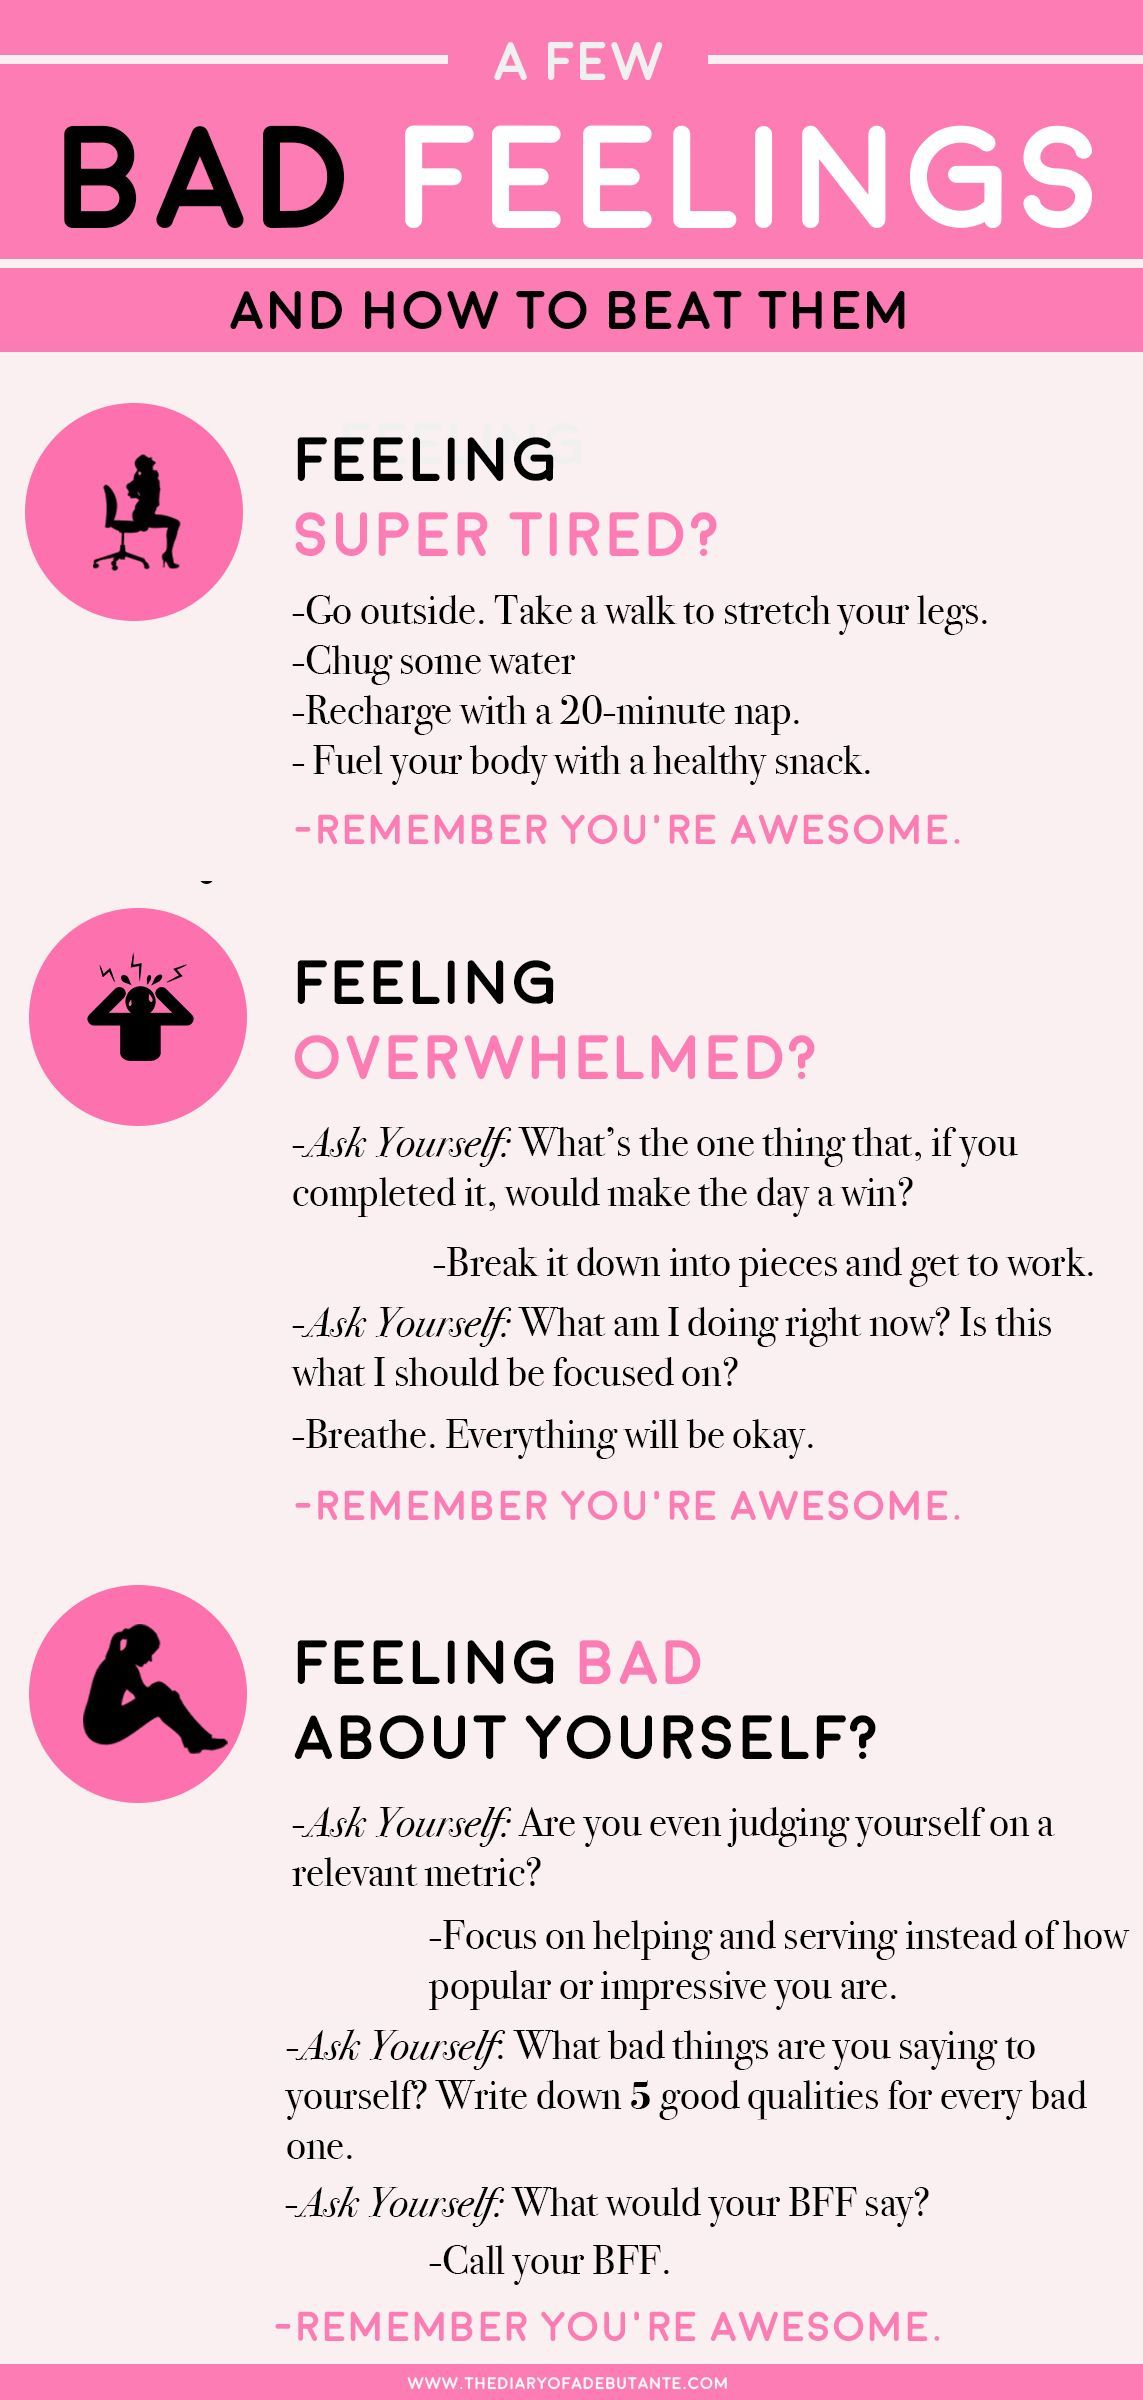 A FEW
BAD FEELINGS
AND HOW TO BEAT THEM
FEELING
SUPER TIRED?
-Go outside. Take a walk to stretch your legs.
-Chug some water
-Recharge with a 20-minute nap.
- Fuel your body with a healthy snack.
-REMEMBER YOU'RE AWESOME.
FEELING
OVERWHELMED?
-Ask Yourself: What’s the one thing that, if you
completed it, would make the day a win?
-Break it down into pieces and get to work.
-Ask Yourself: What am I doing right now? Is this
what I should be focused on?
-Breathe. Everything will be okay.
-REMEMBER YOU'RE AWESOME.
FEELING BAD
ABOUT YOURSELF?
-Ask Yourself: Are you even judging yourself on a
relevant metric?
-Focus on helping and serving instead of how
popular or impressive you are.
-Ask Yourself: What bad things are you saying to
yourself? Write down 5 good qualities for every bad
one.
-Ask Yourself: What would your BFF say?
-Call your BFF.
-REMEMBER YOU'RE AWESOME.
WWW.THEDIARYOFADEBUTANTE.COM